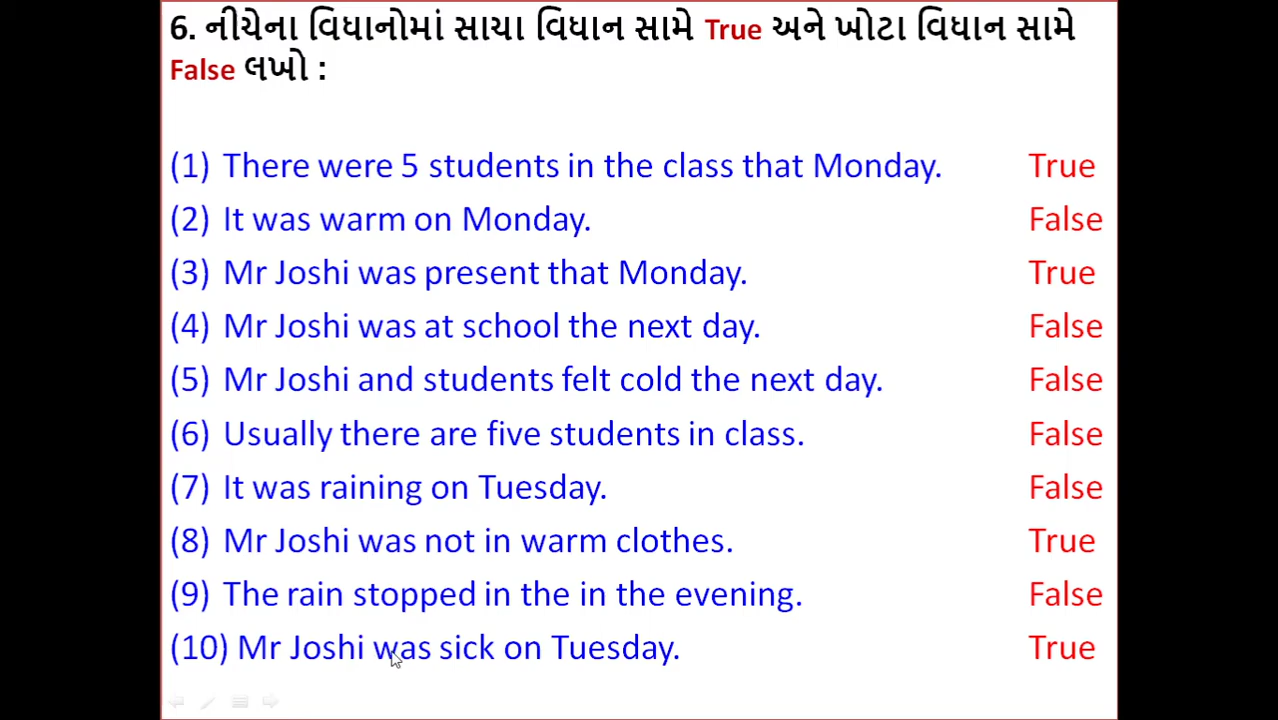 6. નીચેના વિધાનોમાં સાચા વિધાન સામે True અને ખોટા વિધાન સામે
False લખો :
(1) There were 5 students in the class that Monday. True
(2) It was warm on Monday. False
(3) Mr Joshi was present that Monday. True
(4) Mr Joshi was at school the next day. False
(5) Mr Joshi and students felt cold the next day. False
(6) Usually there are five students in class. False
(7) It was raining on Tuesday. False
(8) Mr Joshi was not in warm clothes. True
(9) The rain stopped in the in the evening. False
(10) Mr Joshi was sick on Tuesday. True